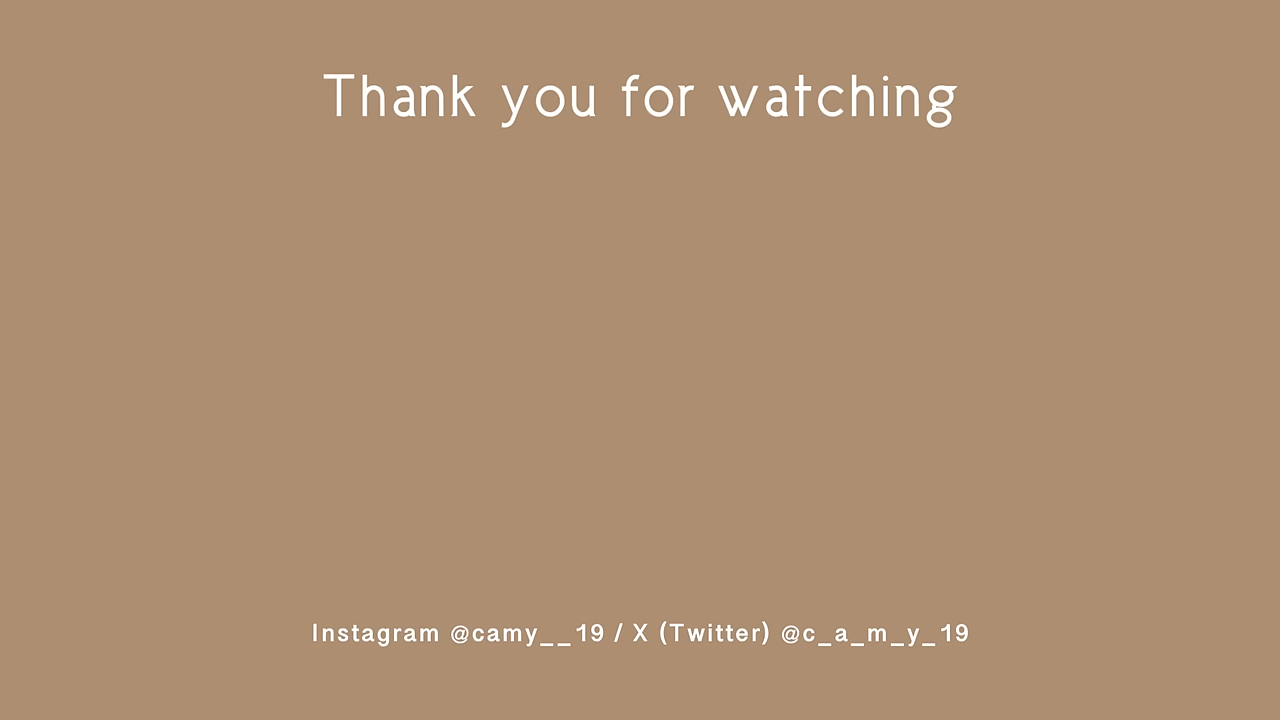 Thank you for watching
Instagram @camy__19 / X (Twitter) @c_a_m_y_19